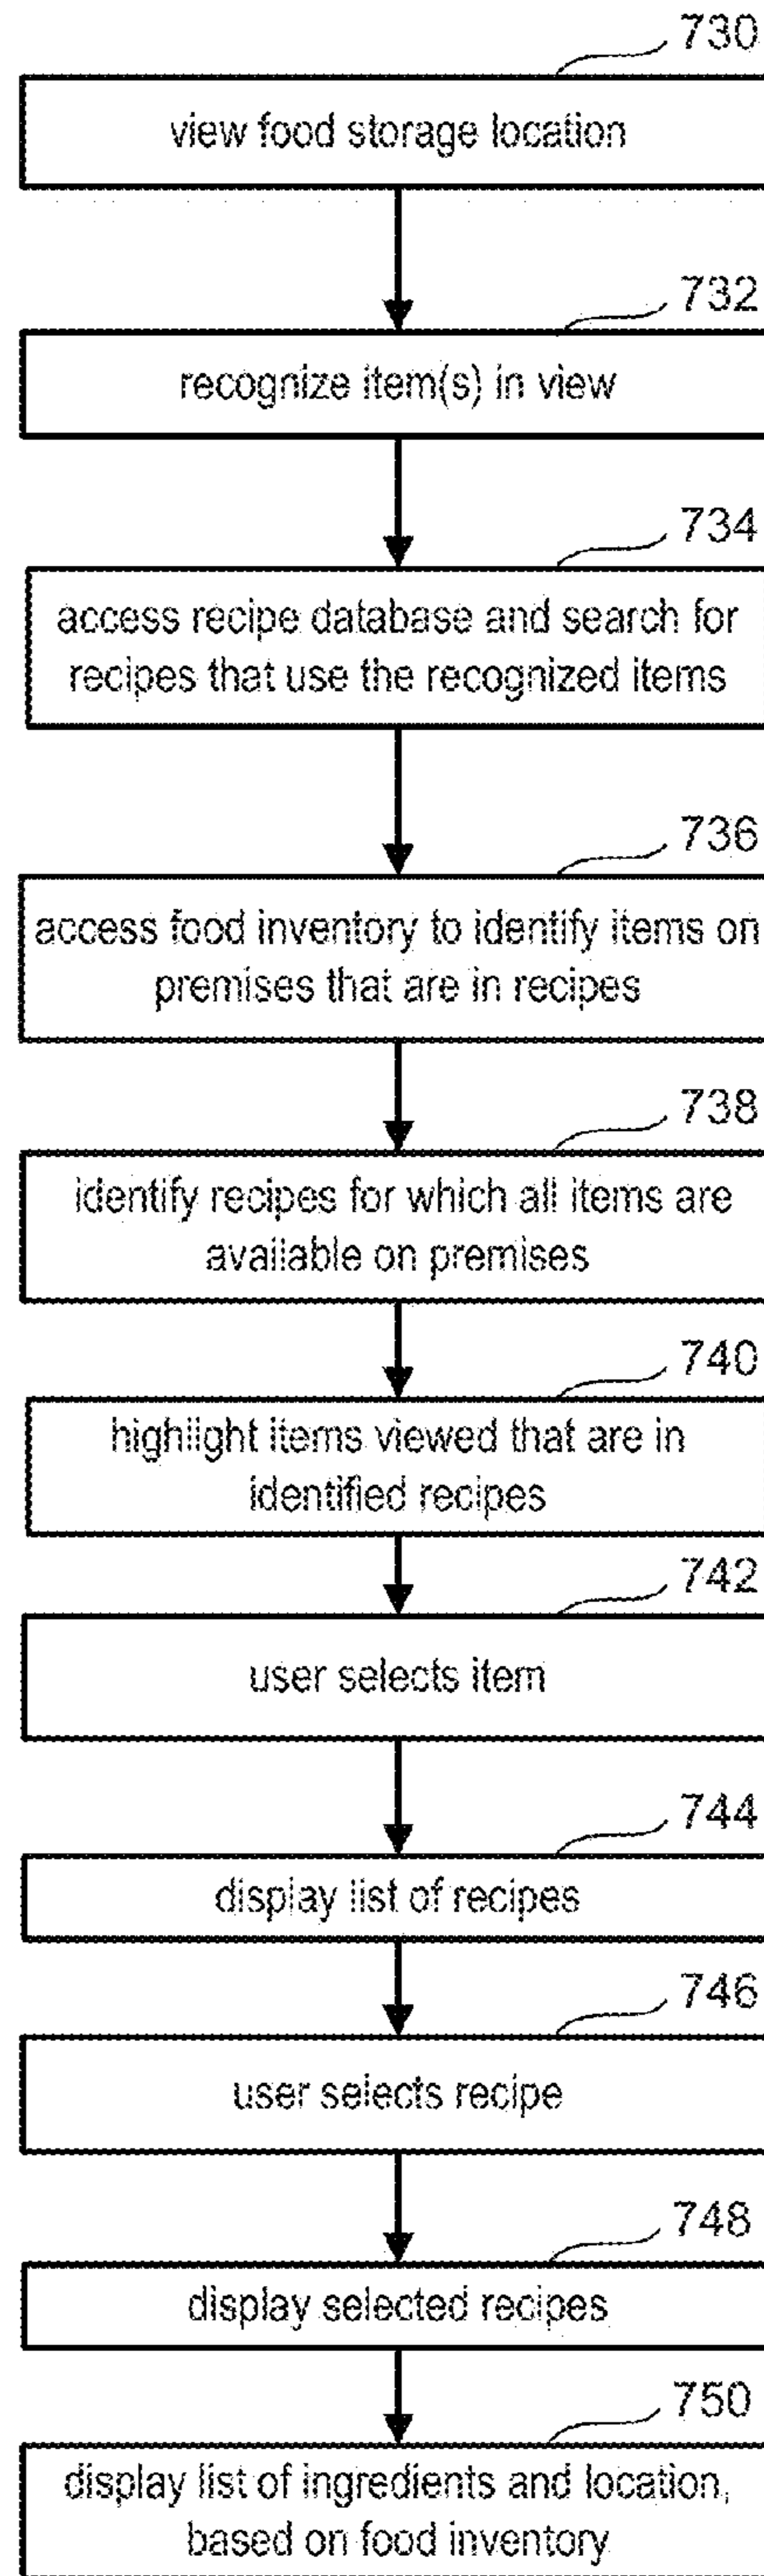 730
view food storage location
732
recognize item(s) in view
734
access recipe database and search for
recipes that use the recognized items
736
access food inventory to identify items on
premises that are in recipes
738
identify recipes for which all items are
available on premises
740
highlight items viewed that are in
identified recipes
742
user selects item
744
display list of recipes
746
user selects recipe
748
display selected recipes
750
display list of ingredients and location,
based on food inventory